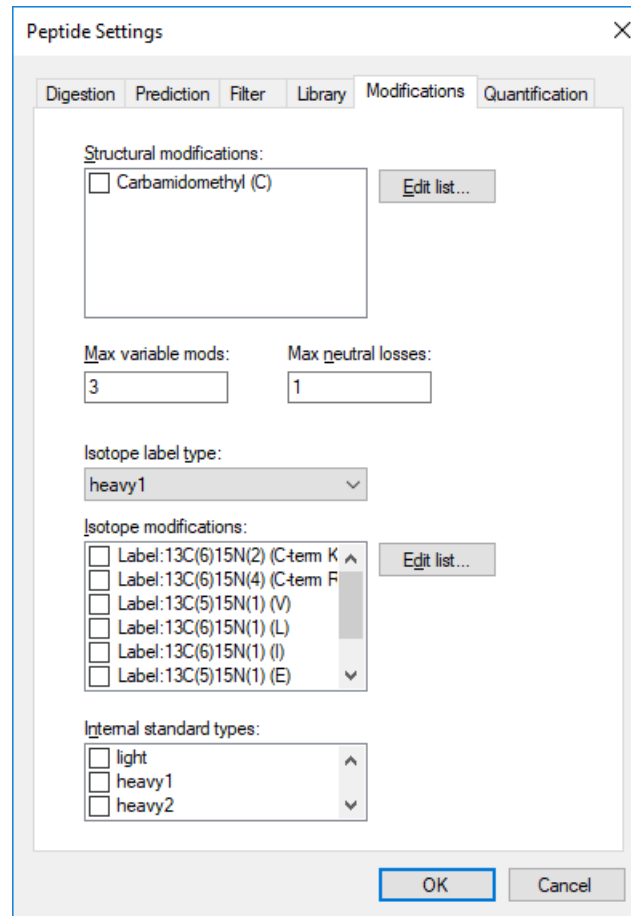 Peptide Settings
Digestion Prediction Filter Library Modifications Quantification
Structural modifications:
Carbamidomethyl (C)
Edit list...
Max variable mods: Max neutral losses:
3 1
Isotope label type:
heavy1
Isotope modifications:
Label:13C(6)15N(2) (C-term K
Edit list...
Label:13C(6)15N(4) (C-term R
Label:13C(5)15N(1) (V)
Label:13C(6)15N(1) (L)
Label:13C(6)15N(1) (I)
Label:13C(5)15N(1) (E)
Internal standard types:
light
heavy1
heavy2
OK Cancel